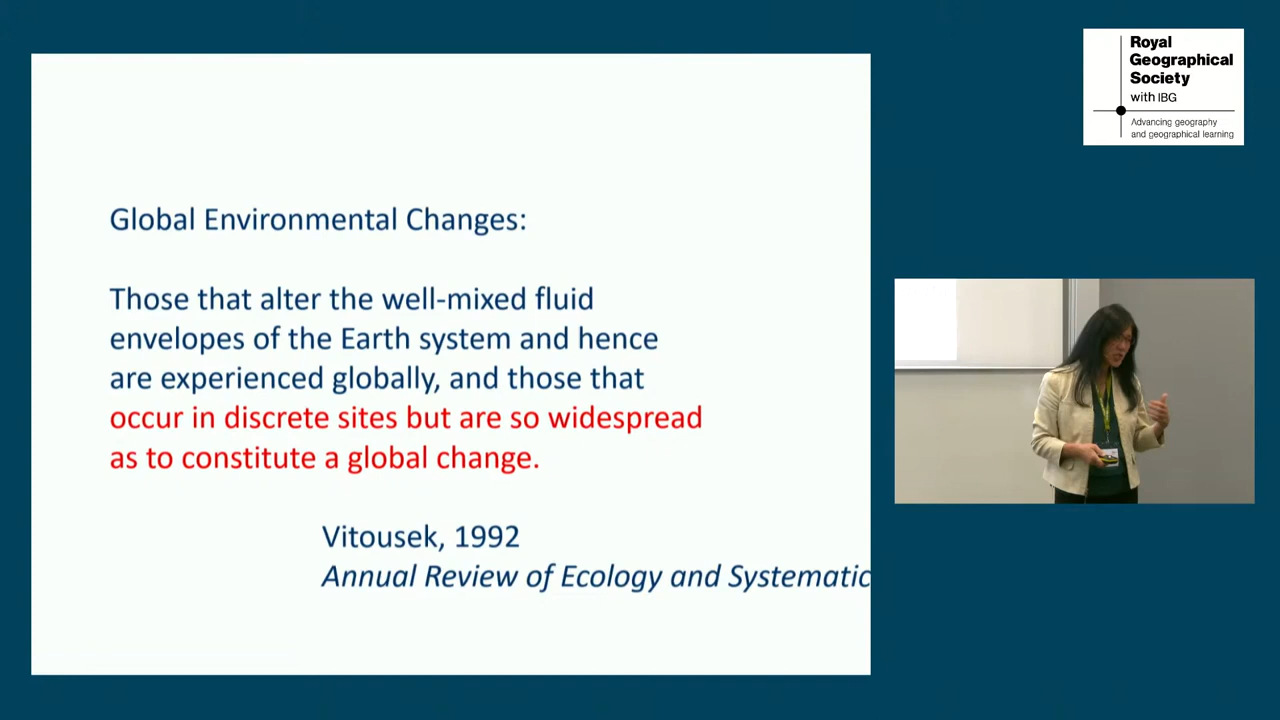 Global Environmental Changes:
Those that alter the well-mixed fluid
envelopes of the Earth system and hence
are experienced globally, and those that
occur in discrete sites but are so widespread
as to constitute a global change.
Vitousek, 1992
Annual Review of Ecology and Systematic
Royal
Geographical
Society
with IBG
Advancing geography
and geographical learning